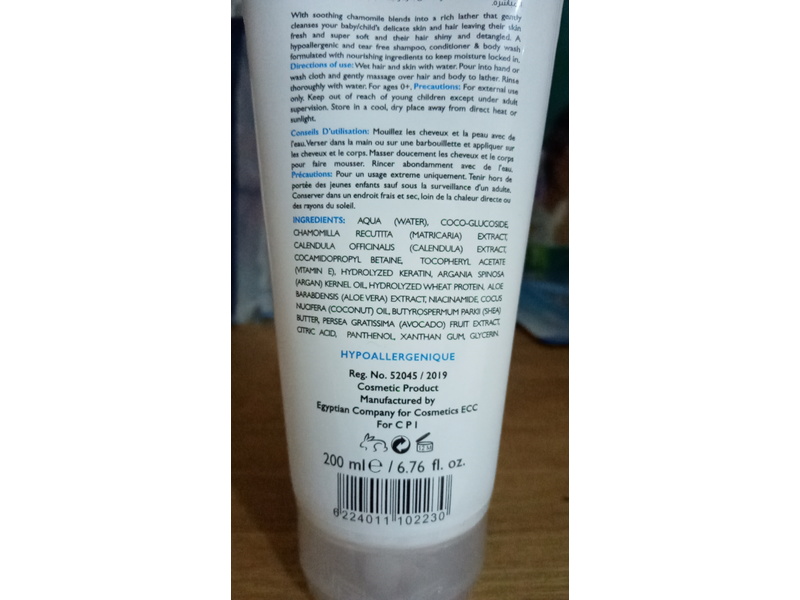 With soothing chamomile blends into a rich lather that gently
cleanses your baby/child's delicate skin and hair leaving their skin
fresh and super soft and their hair shiny and detangled. A
hypoallergenic and tear free shampoo, conditioner & body wash
formulated with nourishing ingredients to keep moisture locked in.
Directions of use: Wet hair and skin with water. Pour into hand or
wash cloth and gently massage over hair and body to lather. Rinse
thoroughly with water. For ages 0+. Precautions: For external use
only. Keep out of reach of young children except under adult
supervision. Store in a cool, dry place away from direct heat or
sunlight.
Conseils D'utilisation: Mouillez les cheveux et la peau avec de
l'eau. Verser dans la main ou sur une barbouillette et appliquer sur
les cheveux et le corps. Masser doucement les cheveux et le corps
pour faire mousser. Rincer abondamment avec de l'eau.
Précautions: Pour un usage extreme uniquement. Tenir hors de
portée des jeunes enfants sauf sous la surveillance d'un adulte.
Conserver dans un endroit frais et sec, loin de la chaleur directe ou
des rayons du soleil.
INGREDIENTS: AQUA (WATER), COCO-GLUCOSIDE,
CHAMOMILLA RECUTITA (MATRICARIA) EXTRACT,
CALENDULA OFFICINALIS (CALENDULA) EXTRACT,
COCAMIDOPROPYL BETAINE, TOCOPHERYL ACETATE
(VITAMIN E), HYDROLYZED KERATIN, ARGANIA SPINOSA
(ARGAN) KERNEL OIL, HYDROLYZED WHEAT PROTEIN, ALOE
BARABDENSIS (ALOE VERA) EXTRACT, NIACINAMIDE, COCUS
NUCIFERA (COCONUT) OIL, BUTYROSPERMUM PARKII (SHEA)
BUTTER, PERSEA GRATISSIMA (AVOCADO) FRUIT EXTRACT,
CITRIC ACID, PANTHENOL, XANTHAN GUM, GLYCERIN.
HYPOALLERGENIQUE
Reg. No. 52045 / 2019
Cosmetic Product
Manufactured by
Egyptian Company for Cosmetics ECC
For C P I
12 M
200 ml e / 6.76 fl. oz.
6 224011 102230